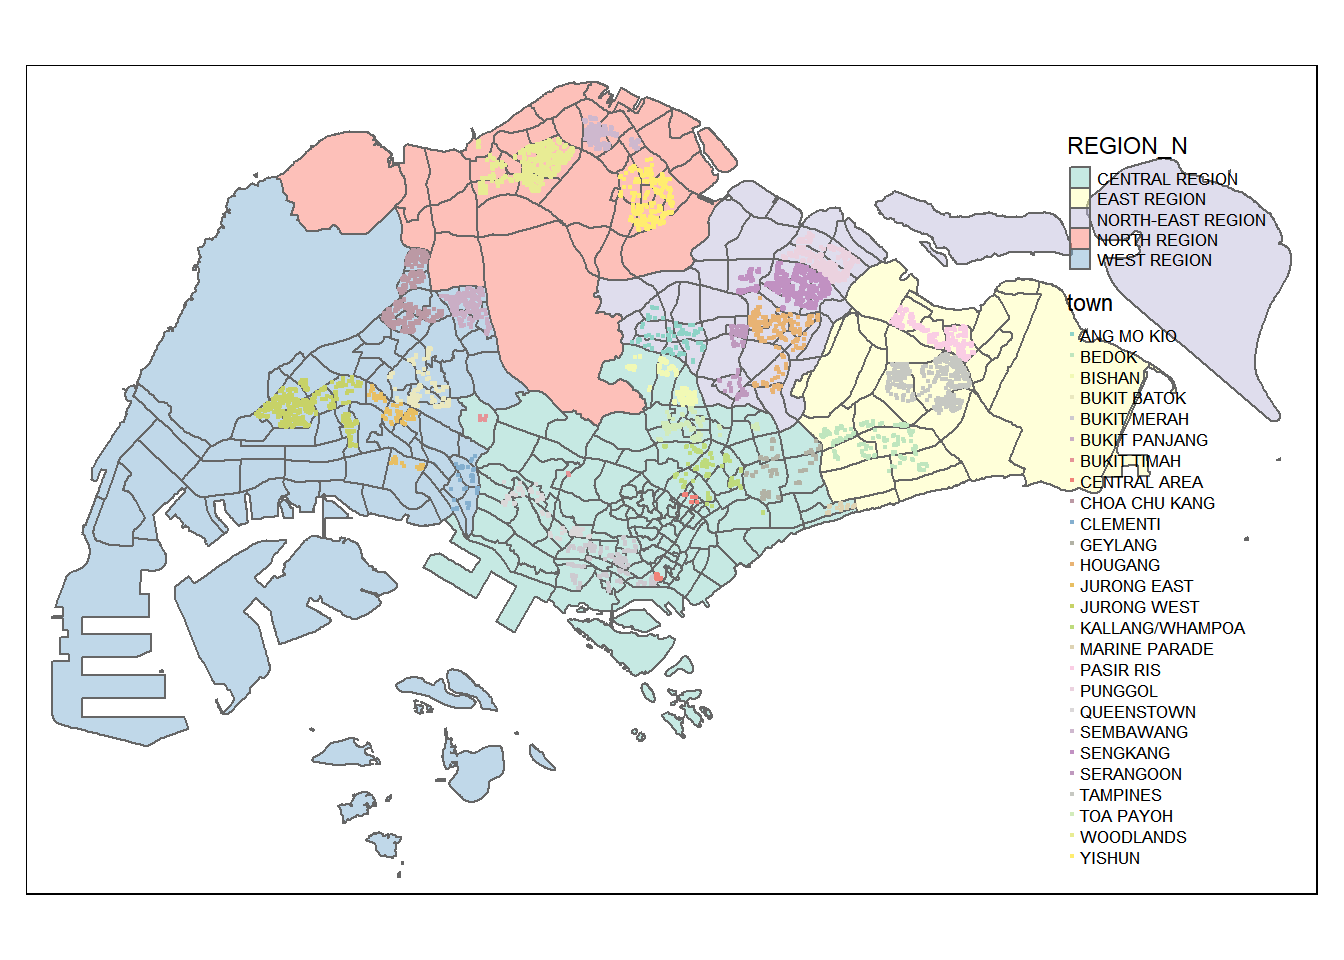 REGION_N
CENTRAL REGION
EAST REGION
NORTH-EAST REGION
NORTH REGION
WEST REGION
town
ANG MO KIO
BEDOK
BISHAN
BUKIT BATOK
BUKIT MERAH
BUKIT PANJANG
BUKIT TIMAH
CENTRAL AREA
CHOA CHU KANG
CLEMENTI
GEYLANG
HOUGANG
JURONG EAST
JURONG WEST
KALLANG/WHAMPOA
MARINE PARADE
PASIR RIS
PUNGGOL
QUEENSTOWN
SEMBAWANG
SENGKANG
SERANGOON
TAMPINES
TOA PAYOH
WOODLANDS
YISHUN